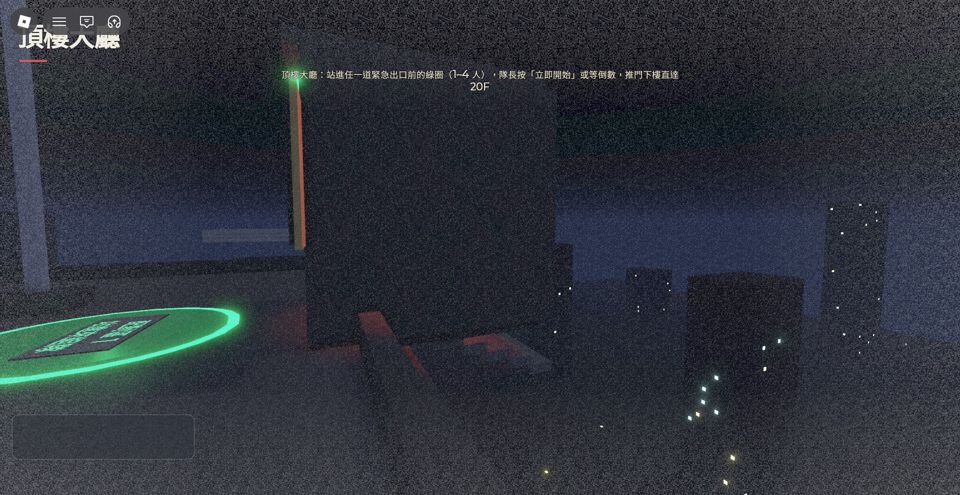 頂樓大廳
頂樓大廳：站進任一道緊急出口前的綠圈（1–4 人），隊長按「立即開始」或等倒數，推門下樓直達
20F